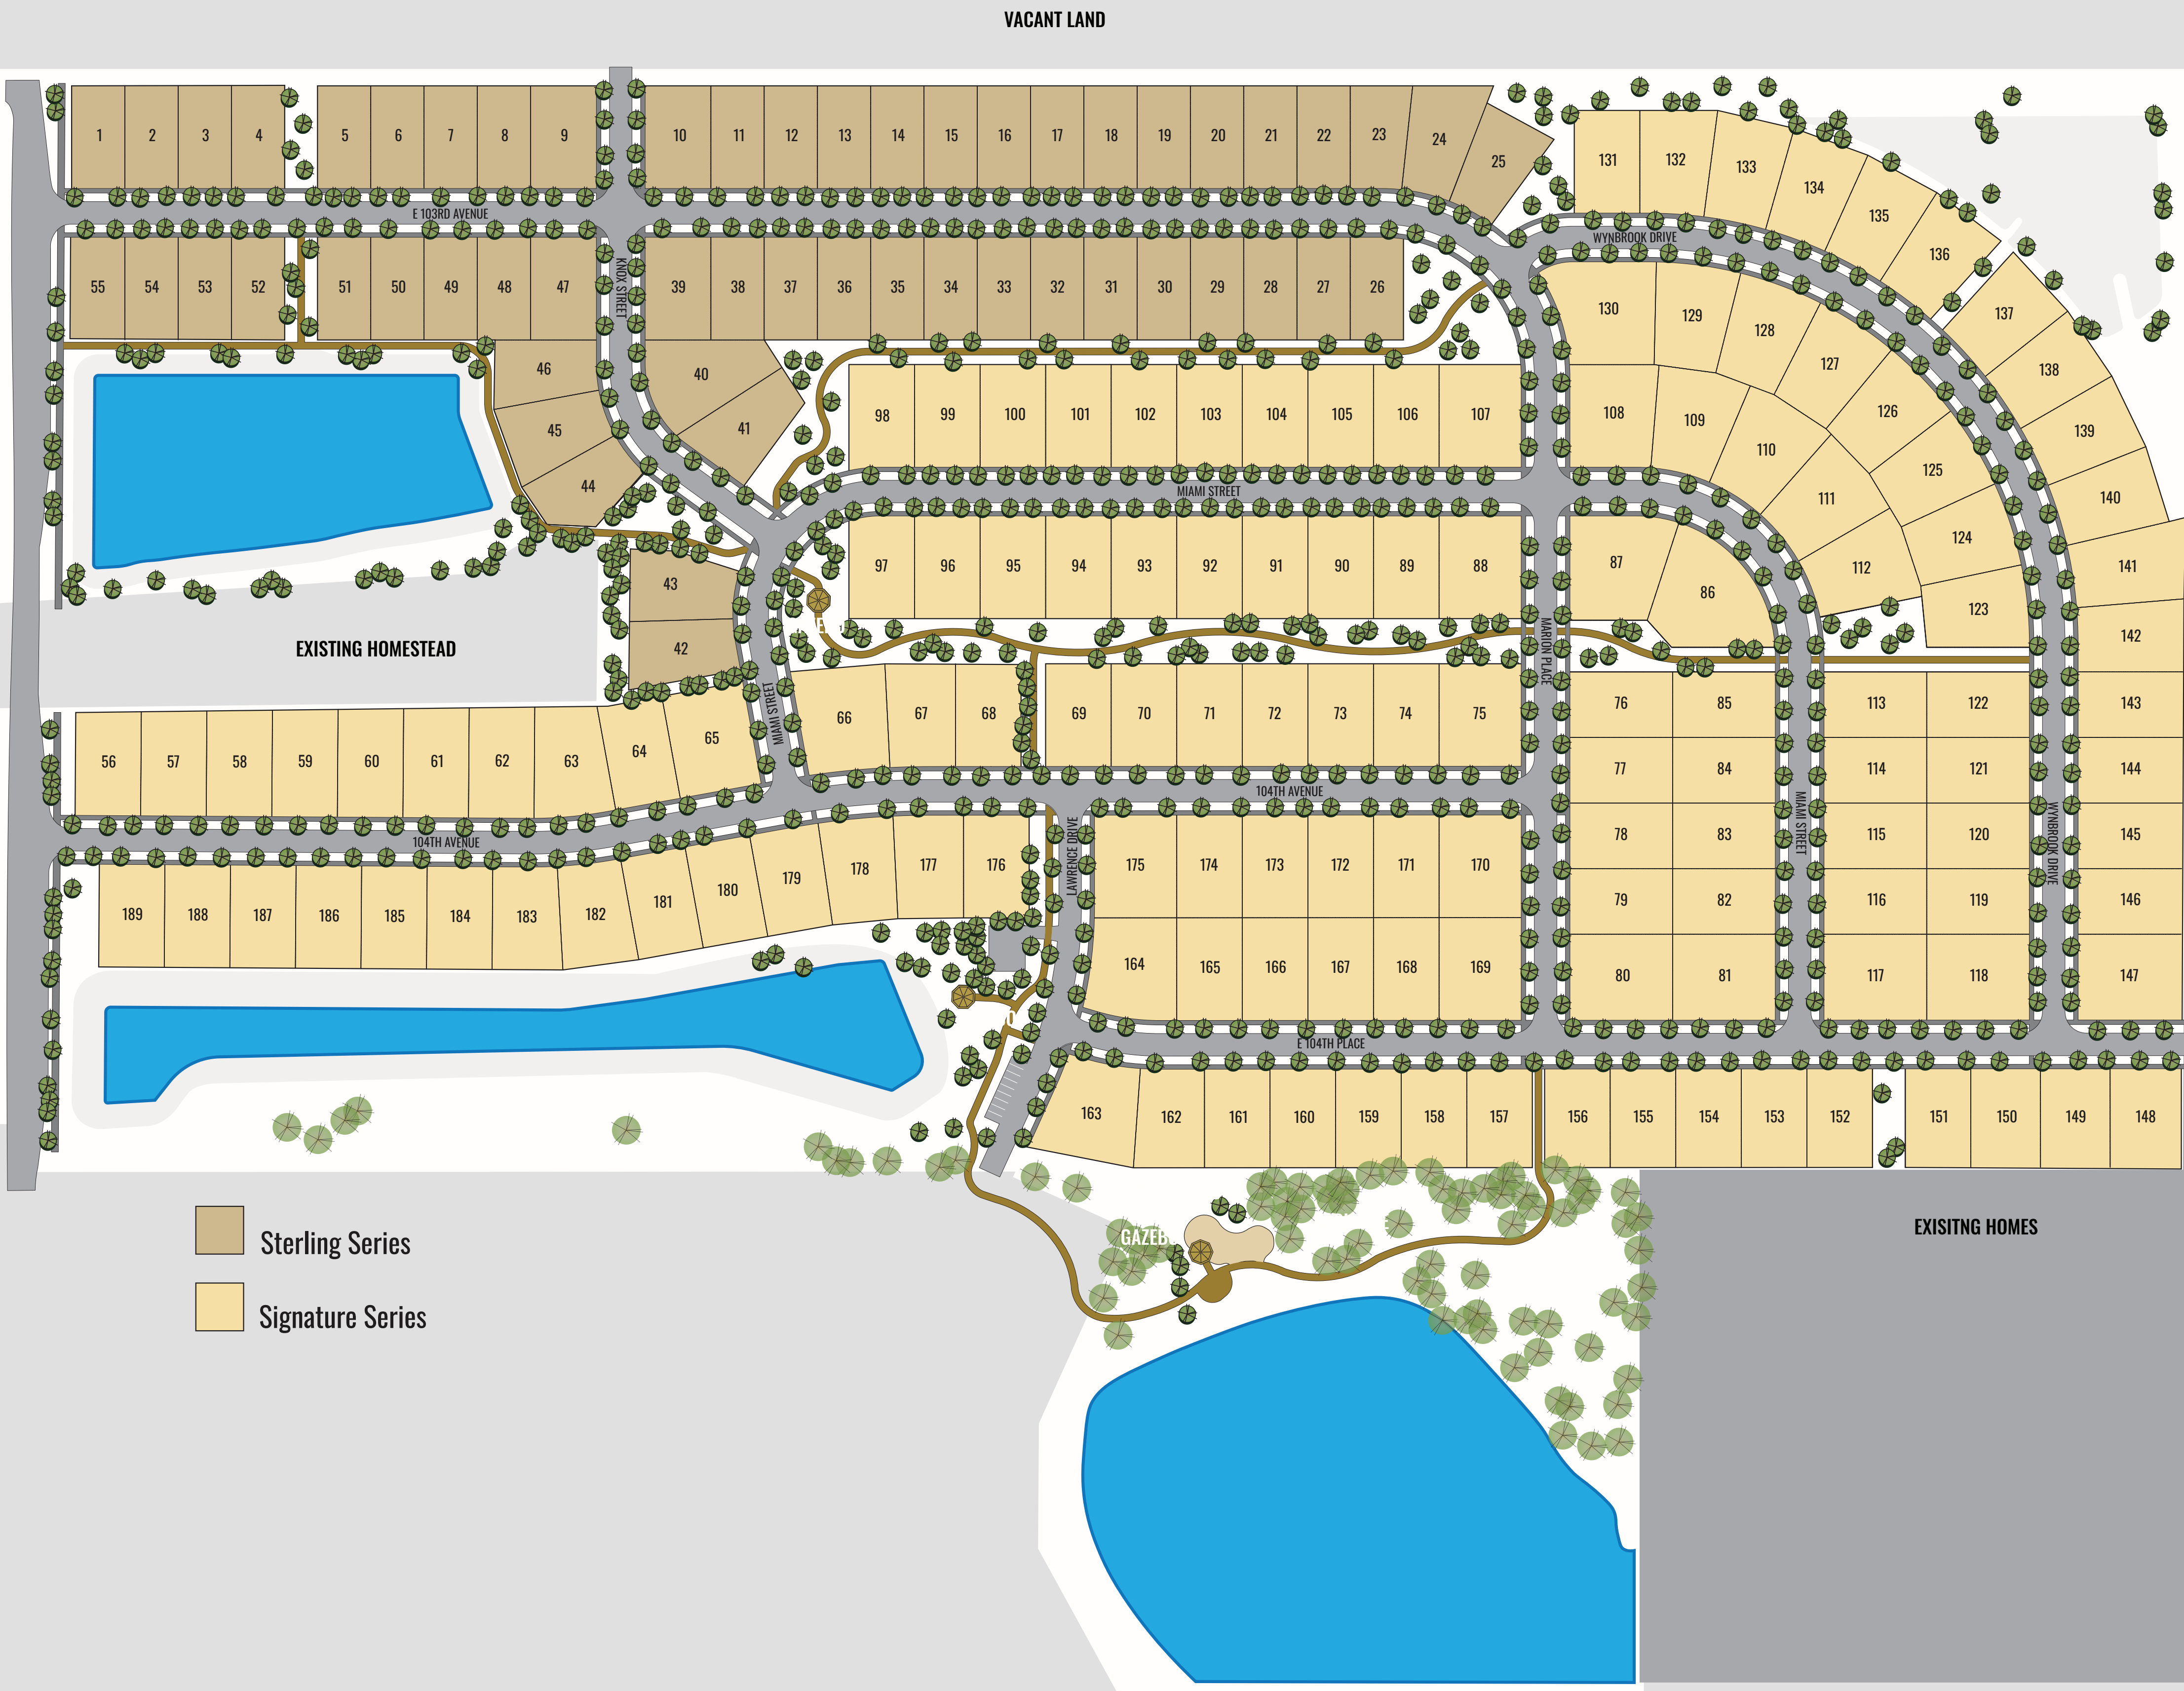 VACANT LAND
1 2 3 4 5 6 7 8 9 10 11 12 13 14 15 16 17 18 19 20 21 22 23 24 25
131 132 133 134 135 136
E 103RD AVENUE
WYNBROOK DRIVE
55 54 53 52 51 50 49 48 47
KNOX STREET
39 38 37 36 35 34 33 32 31 30 29 28 27 26
130 129 128 127 126 125 124 123
137 138 139 140 141 142
46 45 44
40 41
98 99 100 101 102 103 104 105 106 107
108 109 110 111 112
MIAMI STREET
97 96 95 94 93 92 91 90 89 88
87 86
43 42
EXISTING HOMESTEAD
MARION PLACE
56 57 58 59 60 61 62 63 64 65
MIAMI STREET
66 67 68 69 70 71 72 73 74 75
76 85 113 122 143
77 84 114 121 144
78 83 115 120 145
79 82 116 119 146
80 81 117 118 147
MIAMI STREET
WYNBROOK DRIVE
104TH AVENUE
104TH AVENUE
LAWRENCE DRIVE
189 188 187 186 185 184 183 182 181 180 179 178 177 176
175 174 173 172 171 170
164 165 166 167 168 169
E 104TH PLACE
163 162 161 160 159 158 157 156 155 154 153 152 151 150 149 148
Sterling Series
Signature Series
EXISITNG HOMES